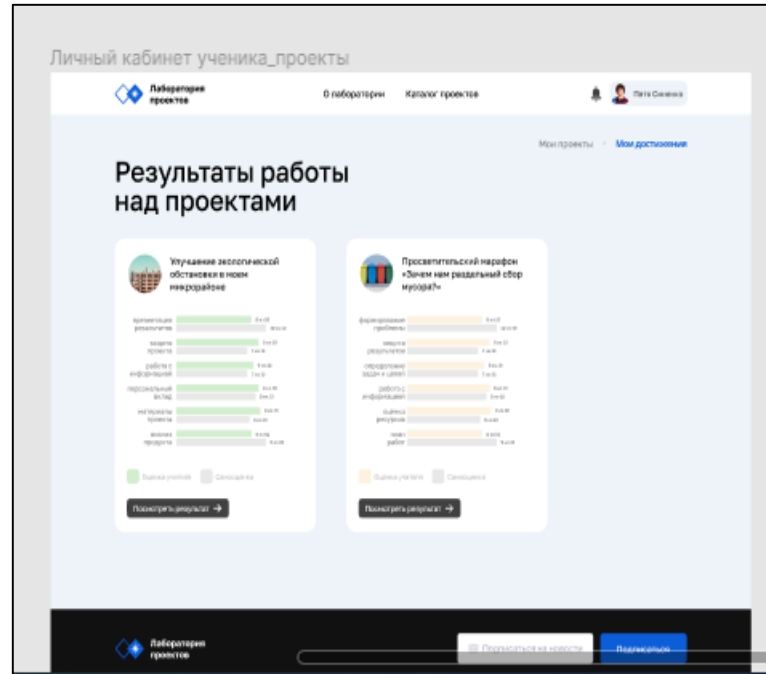 Личный кабинет ученика_проекты
Лаборатория
проектов
О лаборатории
Каталог проектов
Петя
Мои проекты / Мои достижения
Результаты работы
над проектами
Улучшение экологической
обстановки в моем
микрорайоне
презентация
результатов
защита
проекта
работа с
информацией
персональный
вклад
материалы
проекта
анализ
продукта
Оценка учителя
Самооценка
Посмотреть результат →
Просветительский марафон
«Зачем нам раздельный сбор
мусора?»
формирование
проблемы
защита
результатов
определение
задач и целей
работа с
информацией
оценка
ресурсов
план
работ
Оценка учителя
Самооценка
Посмотреть результат →
Лаборатория
проектов
Подписаться на новости
Подписаться